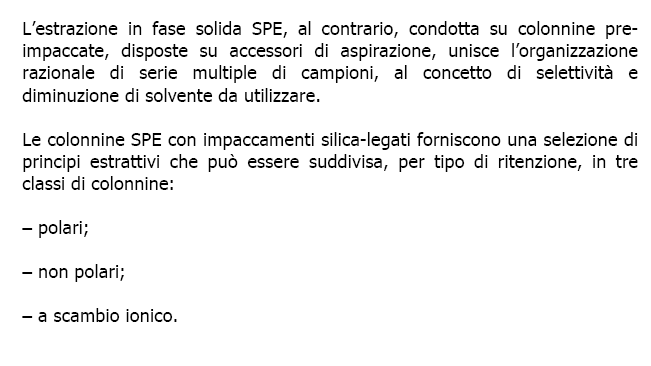 L’estrazione in fase solida SPE, al contrario, condotta su colonnine pre-
impaccate, disposte su accessori di aspirazione, unisce l’organizzazione
razionale di serie multiple di campioni, al concetto di selettività e
diminuzione di solvente da utilizzare.
Le colonnine SPE con impaccamenti silica-legati forniscono una selezione di
principi estrattivi che può essere suddivisa, per tipo di ritenzione, in tre
classi di colonnine:
– polari;
– non polari;
– a scambio ionico.